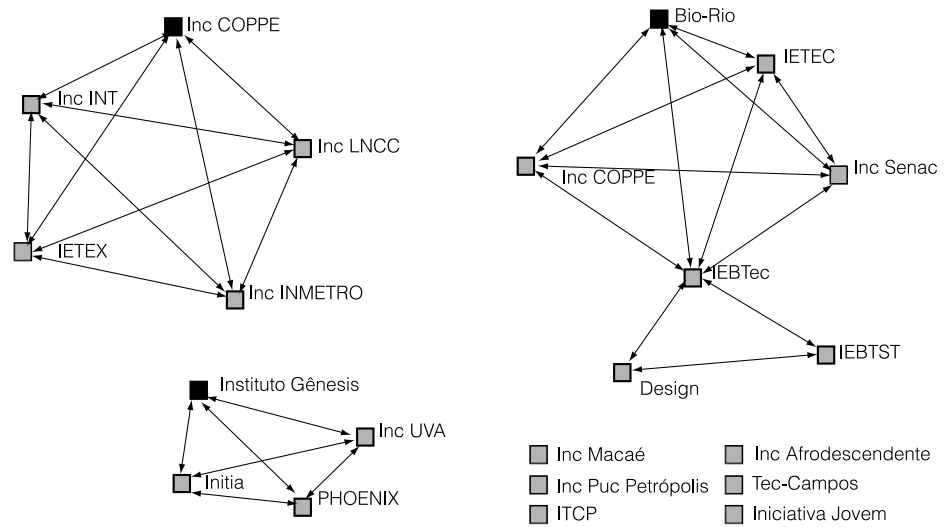 Inc COPPE
Inc INT
Inc LNCC
IETEX
Inc INMETRO
Bio-Rio
IETEC
Inc COPPE
Inc Senac
IEBTec
IEBTST
Design
Instituto Gênesis
Inc UVA
Initia
PHOENIX
Inc Macaé
Inc Afrodescendente
Inc Puc Petrópolis
Tec-Campos
ITCP
Iniciativa Jovem